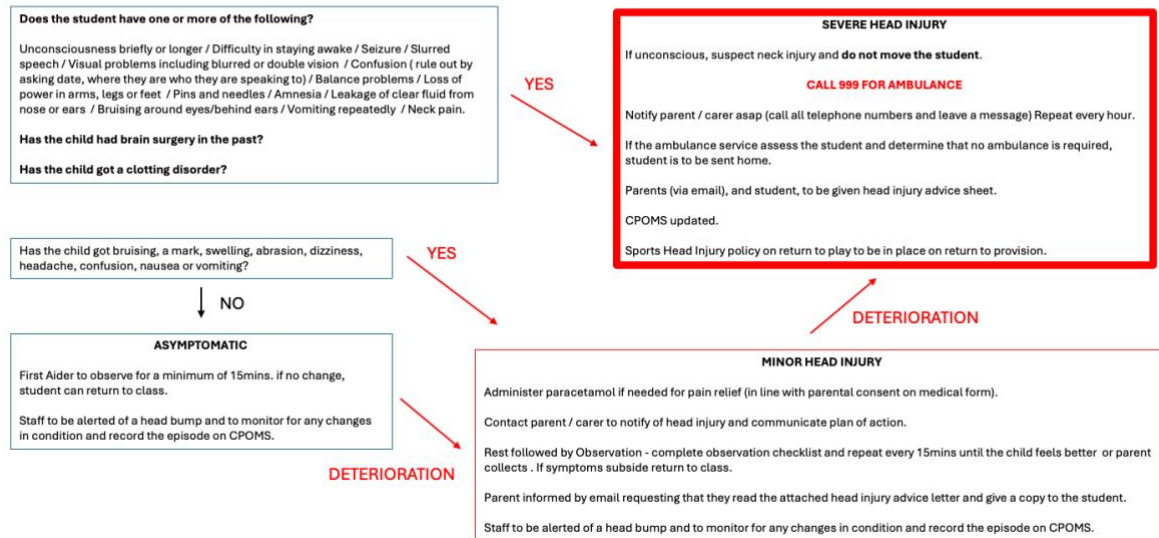 Does the student have one or more of the following?
Unconsciousness briefly or longer / Difficulty in staying awake / Seizure / Slurred
speech / Visual problems including blurred or double vision / Confusion ( rule out by
asking date, where they are who they are speaking to) / Balance problems / Loss of
power in arms, legs or feet / Pins and needles / Amnesia / Leakage of clear fluid from
nose or ears / Bruising around eyes/behind ears / Vomiting repeatedly / Neck pain.
Has the child had brain surgery in the past?
Has the child got a clotting disorder?
YES
SEVERE HEAD INJURY
If unconscious, suspect neck injury and do not move the student.
CALL 999 FOR AMBULANCE
Notify parent / carer asap (call all telephone numbers and leave a message) Repeat every hour.
If the ambulance service assess the student and determine that no ambulance is required,
student is to be sent home.
Parents (via email), and student, to be given head injury advice sheet.
CPOMS updated.
Sports Head Injury policy on return to play to be in place on return to provision.
Has the child got bruising, a mark, swelling, abrasion, dizziness,
headache, confusion, nausea or vomiting?
YES
NO
DETERIORATION
ASYMPTOMATIC
First Aider to observe for a minimum of 15mins. if no change,
student can return to class.
Staff to be alerted of a head bump and to monitor for any changes
in condition and record the episode on CPOMS.
DETERIORATION
MINOR HEAD INJURY
Administer paracetamol if needed for pain relief (in line with parental consent on medical form).
Contact parent / carer to notify of head injury and communicate plan of action.
Rest followed by Observation - complete observation checklist and repeat every 15mins until the child feels better or parent
collects . If symptoms subside return to class.
Parent informed by email requesting that they read the attached head injury advice letter and give a copy to the student.
Staff to be alerted of a head bump and to monitor for any changes in condition and record the episode on CPOMS.